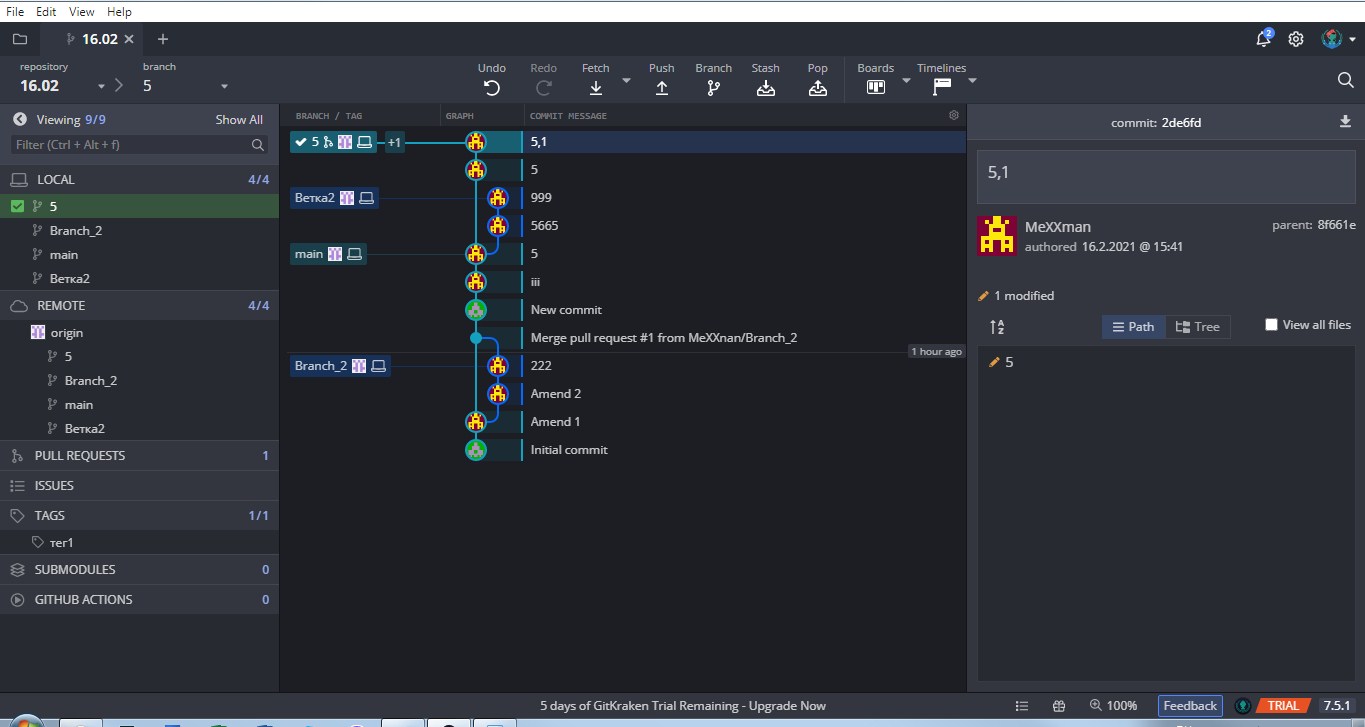 File Edit View Help
16.02
2
repository
16.02
branch
5
Undo Redo Fetch Push Branch Stash Pop Boards Timelines
Viewing 9/9 Show All
Filter (Ctrl + Alt + f)
LOCAL 4/4
5
Branch_2
main
Ветка2
REMOTE 4/4
origin
5
Branch_2
main
Ветка2
PULL REQUESTS 1
ISSUES
TAGS 1/1
тег1
SUBMODULES 0
GITHUB ACTIONS 0
BRANCH / TAG GRAPH COMMIT MESSAGE
5 +1 5,1
5
Ветка2 999
5665
main 5
iii
New commit
Merge pull request #1 from MeXXnan/Branch_2
1 hour ago
Branch_2 222
Amend 2
Amend 1
Initial commit
commit: 2de6fd
5,1
MeXXman
authored 16.2.2021 @ 15:41
parent: 8f661e
1 modified
Path Tree View all files
5
5 days of GitKraken Trial Remaining - Upgrade Now
100% Feedback TRIAL 7.5.1